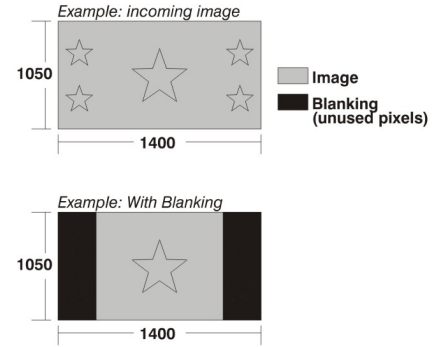 Example: incoming image
1050
1400
Image
Blanking
(unused pixels)
Example: With Blanking
1050
1400